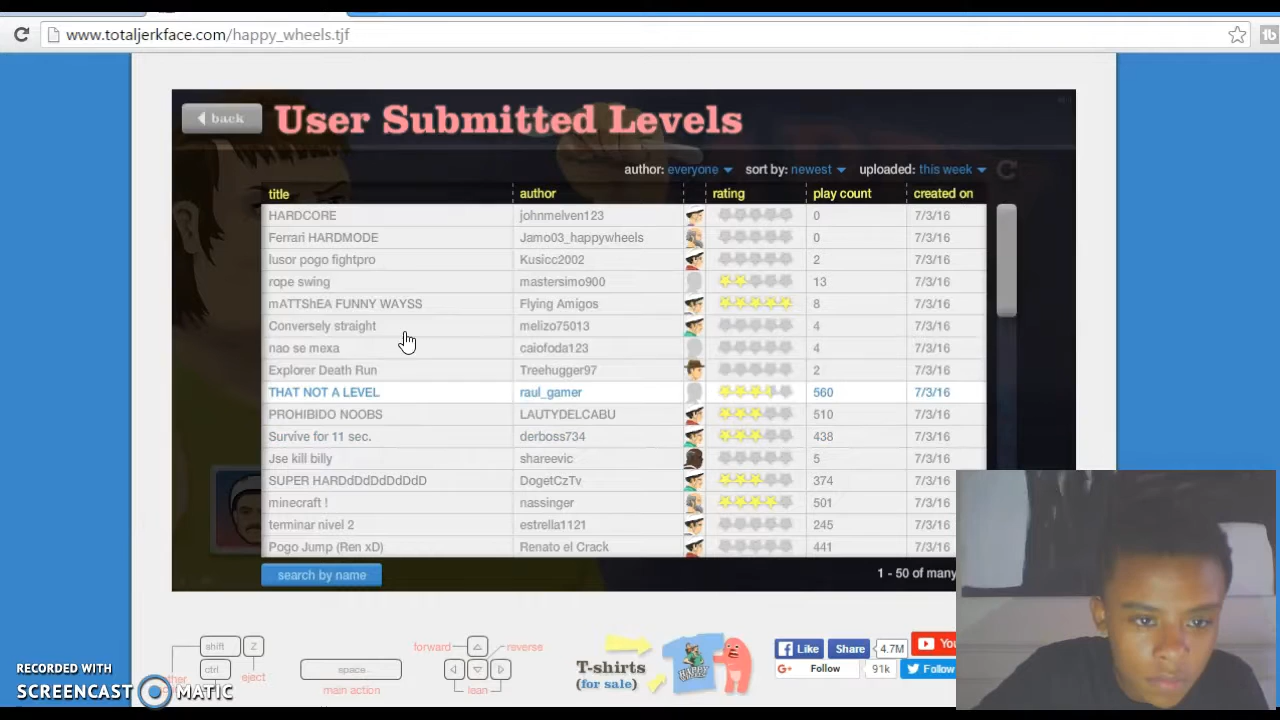 www.totaljerkface.com/happy_wheels.tjf
back
User Submitted Levels
author: everyone sort by: newest uploaded: this week
title author rating play count created on
HARDCORE johnmelven123 0 7/3/16
Ferrari HARDMODE Jamo03_happywheels 0 7/3/16
lusor pogo fightpro Kusicc2002 2 7/3/16
rope swing mastersimo900 13 7/3/16
mATTShEA FUNNY WAYSS Flying Amigos 8 7/3/16
Conversely straight melizo75013 4 7/3/16
nao se mexa caiofoda123 4 7/3/16
Explorer Death Run Treehugger97 2 7/3/16
THAT NOT A LEVEL raul_gamer 560 7/3/16
PROHIBIDO NOOBS LAUTYDELCABU 510 7/3/16
Survive for 11 sec. derboss734 438 7/3/16
Jse kill billy shareevic 5 7/3/16
SUPER HARDdDdDdDdDdD DogetCzTv 374 7/3/16
minecraft ! nassinger 501 7/3/16
terminar nivel 2 estrella1121 245 7/3/16
Pogo Jump (Ren xD) Renato el Crack 441 7/3/16
search by name 1 - 50 of many
shift Z forward reverse
ctrl eject space main action lean
T-shirts
(for sale)
Like Share 4.7M You
Follow 91k Follow
RECORDED WITH
SCREENCAST MATIC